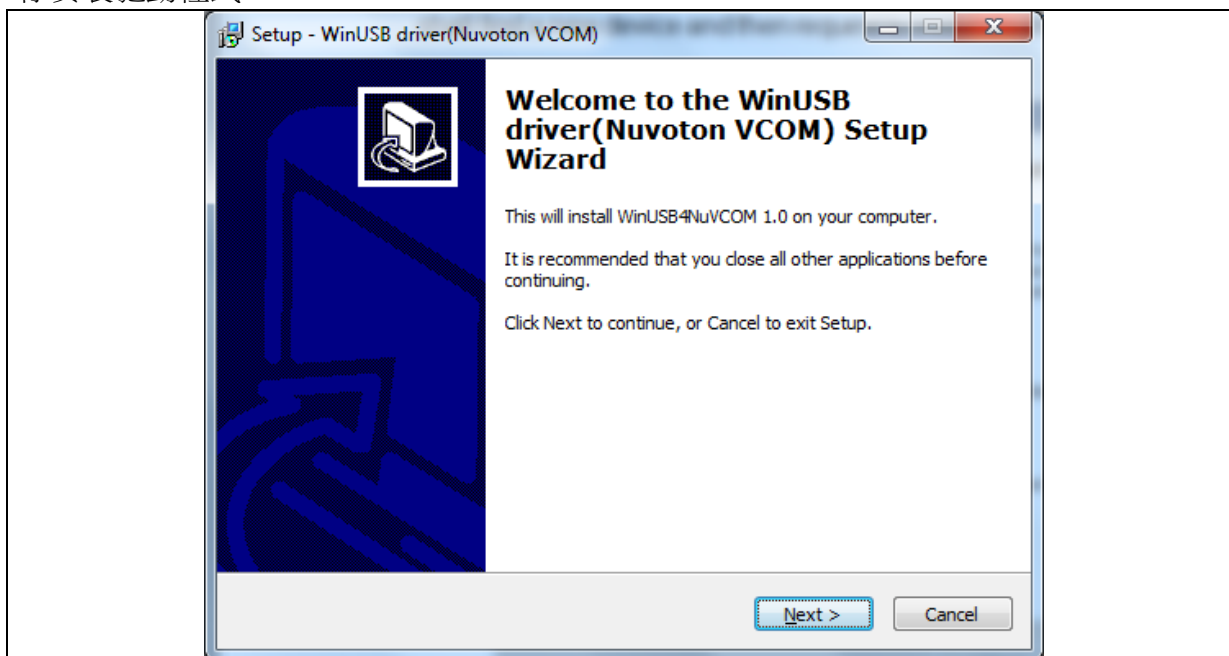 Setup - WinUSB driver(Nuvoton VCOM)
Welcome to the WinUSB
driver(Nuvoton VCOM) Setup
Wizard
This will install WinUSB4NuVCOM 1.0 on your computer.
It is recommended that you close all other applications before
continuing.
Click Next to continue, or Cancel to exit Setup.
Next >
Cancel